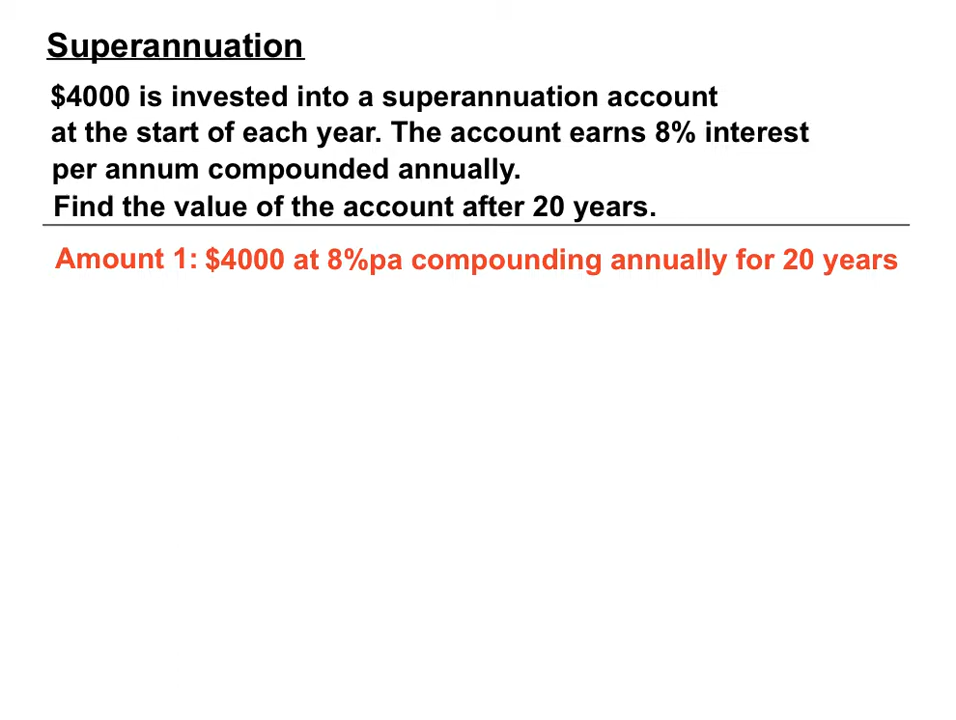 Superannuation
$4000 is invested into a superannuation account
at the start of each year. The account earns 8% interest
per annum compounded annually.
Find the value of the account after 20 years.
Amount 1: $4000 at 8%pa compounding annually for 20 years